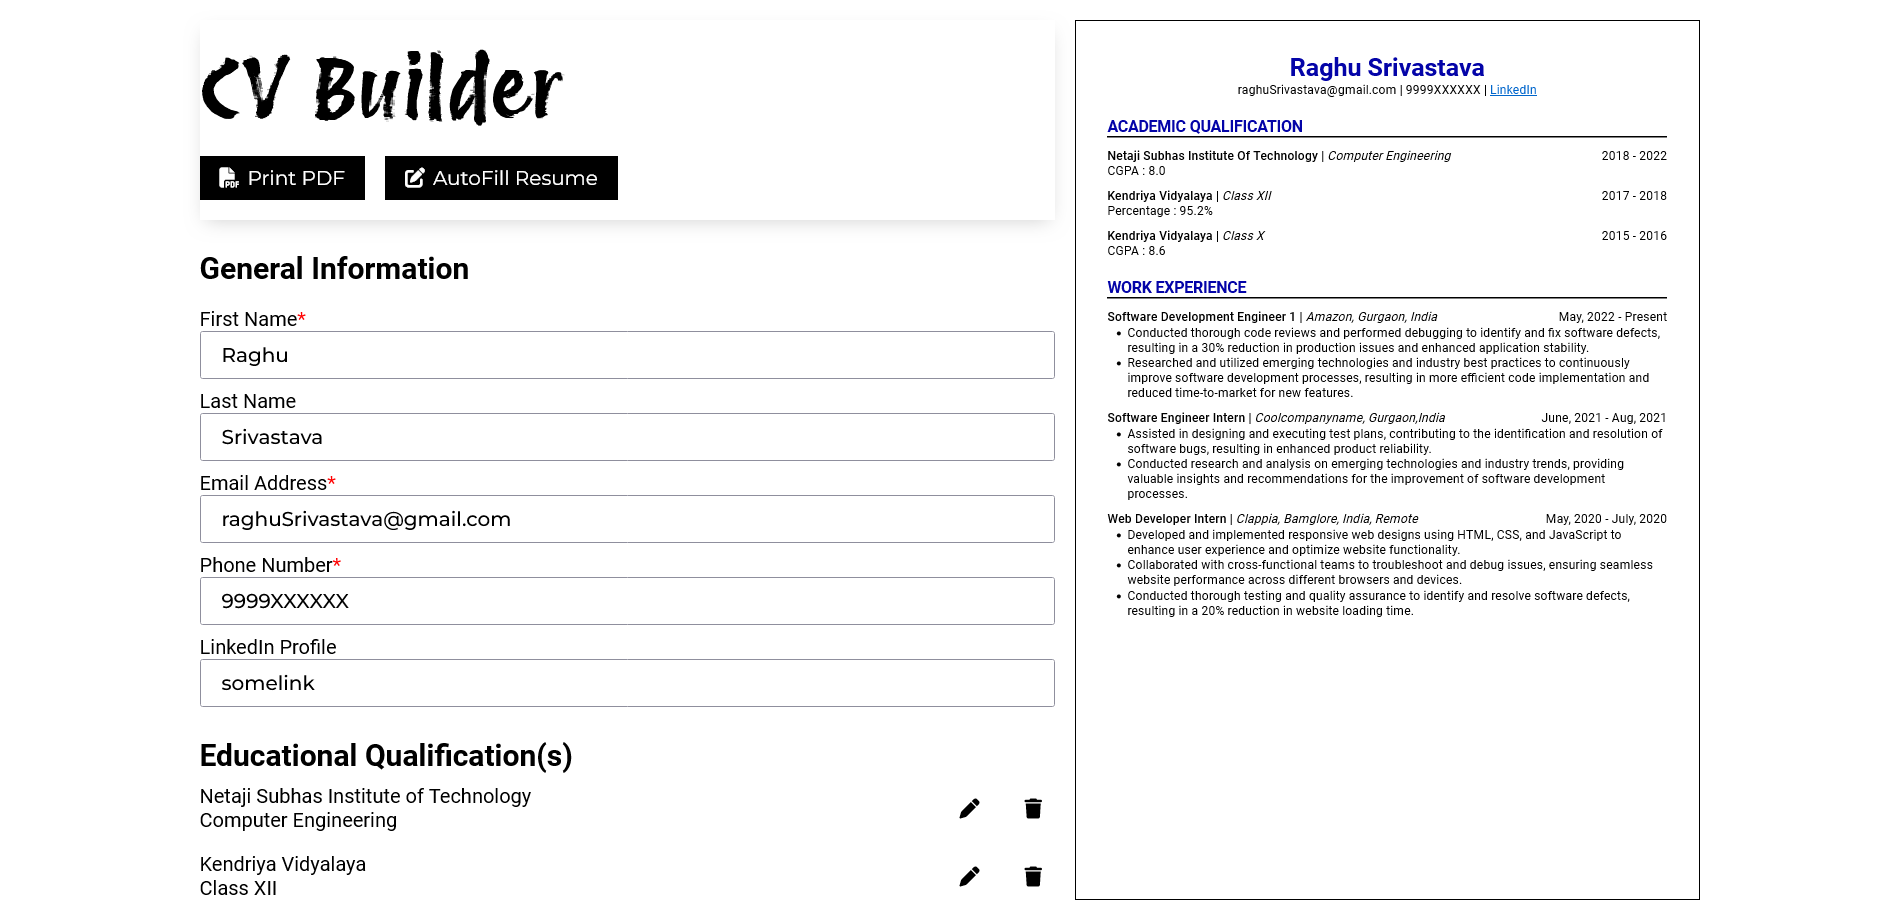 CV Builder
Print PDF
AutoFill Resume
General Information
First Name*
Raghu
Last Name
Srivastava
Email Address*
raghuSrivastava@gmail.com
Phone Number*
9999XXXXXX
LinkedIn Profile
somelink
Educational Qualification(s)
Netaji Subhas Institute of Technology
Computer Engineering
Kendriya Vidyalaya
Class XII
Raghu Srivastava
raghuSrivastava@gmail.com | 9999XXXXXX | LinkedIn
ACADEMIC QUALIFICATION
Netaji Subhas Institute Of Technology | Computer Engineering 2018 - 2022
CGPA : 8.0
Kendriya Vidyalaya | Class XII 2017 - 2018
Percentage : 95.2%
Kendriya Vidyalaya | Class X 2015 - 2016
CGPA : 8.6
WORK EXPERIENCE
Software Development Engineer 1 | Amazon, Gurgaon, India May, 2022 - Present
• Conducted thorough code reviews and performed debugging to identify and fix software defects,
resulting in a 30% reduction in production issues and enhanced application stability.
• Researched and utilized emerging technologies and industry best practices to continuously
improve software development processes, resulting in more efficient code implementation and
reduced time-to-market for new features.
Software Engineer Intern | Coolcompanyname, Gurgaon,India June, 2021 - Aug, 2021
• Assisted in designing and executing test plans, contributing to the identification and resolution of
software bugs, resulting in enhanced product reliability.
• Conducted research and analysis on emerging technologies and industry trends, providing
valuable insights and recommendations for the improvement of software development
processes.
Web Developer Intern | Clappia, Bamglore, India, Remote May, 2020 - July, 2020
• Developed and implemented responsive web designs using HTML, CSS, and JavaScript to
enhance user experience and optimize website functionality.
• Collaborated with cross-functional teams to troubleshoot and debug issues, ensuring seamless
website performance across different browsers and devices.
• Conducted thorough testing and quality assurance to identify and resolve software defects,
resulting in a 20% reduction in website loading time.